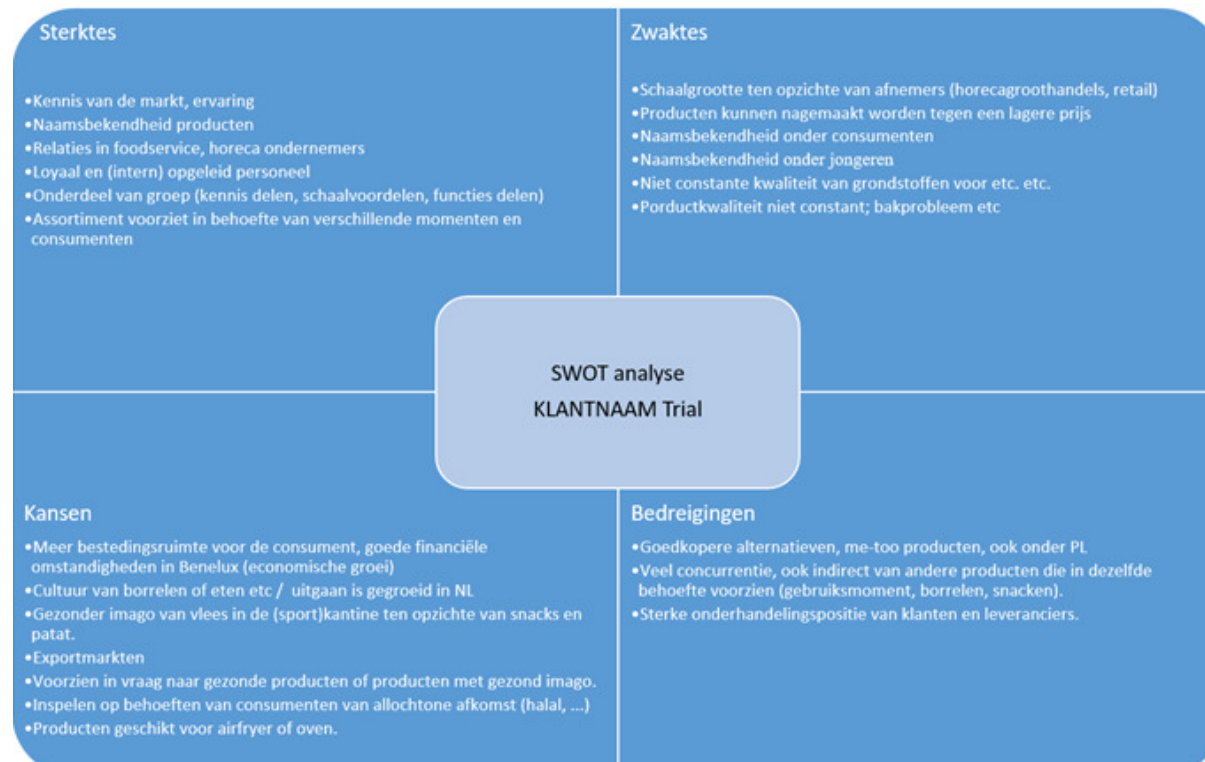 Sterktes
•Kennis van de markt, ervaring
•Naamsbekendheid producten
•Relaties in foodservice, horeca ondernemers
•Loyaal en (intern) opgeleid personeel
•Onderdeel van groep (kennis delen, schaalvoordelen, functies delen)
•Assortiment voorziet in behoefte van verschillende momenten en
consumenten
Zwaktes
•Schaalgrootte ten opzichte van afnemers (horecagroothandels, retail)
•Producten kunnen nagemaakt worden tegen een lagere prijs
•Naamsbekendheid onder consumenten
•Naamsbekendheid onder jongeren
•Niet constante kwaliteit van grondstoffen voor etc. etc.
•Porductkwaliteit niet constant; bakprobleem etc
SWOT analyse
KLANTNAAM Trial
Kansen
•Meer bestedingsruimte voor de consument, goede financiële
omstandigheden in Benelux (economische groei)
•Cultuur van borrelen of eten etc / uitgaan is gegroeid in NL
•Gezonder imago van vlees in de (sport)kantine ten opzichte van snacks en
patat.
•Exportmarkten
•Voorzien in vraag naar gezonde producten of producten met gezond imago.
•Inspelen op behoeften van consumenten van allochtone afkomst (halal, ...)
•Producten geschikt voor airfryer of oven.
Bedreigingen
•Goedkopere alternatieven, me-too producten, ook onder PL
•Veel concurrentie, ook indirect van andere producten die in dezelfde
behoefte voorzien (gebruiksmoment, borrelen, snacken).
•Sterke onderhandelingspositie van klanten en leveranciers.